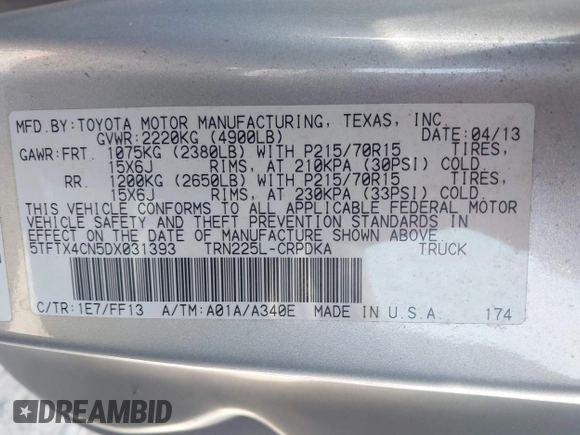 MFD.BY:TOYOTA MOTOR MANUFACTURING, TEXAS, INC.
GVWR:2220KG (4900LB) DATE:04/13
GAWR:FRT. 1075KG (2380LB) WITH P215/70R15 TIRES,
15X6J RIMS, AT 210KPA (30PSI) COLD
RR. 1200KG (2650LB) WITH P215/70R15 TIRES,
15X6J RIMS, AT 230KPA (33PSI) COLD
THIS VEHICLE CONFORMS TO ALL APPLICABLE FEDERAL MOTOR
VEHICLE SAFETY AND THEFT PREVENTION STANDARDS IN
EFFECT ON THE DATE OF MANUFACTURE SHOWN ABOVE.
5TFTX4CN5DX031393 TRN225L-CRPDKA TRUCK
C/TR:1E7/FF13 A/TM:A01A/A340E MADE IN U.S.A. 174
DREAMBID